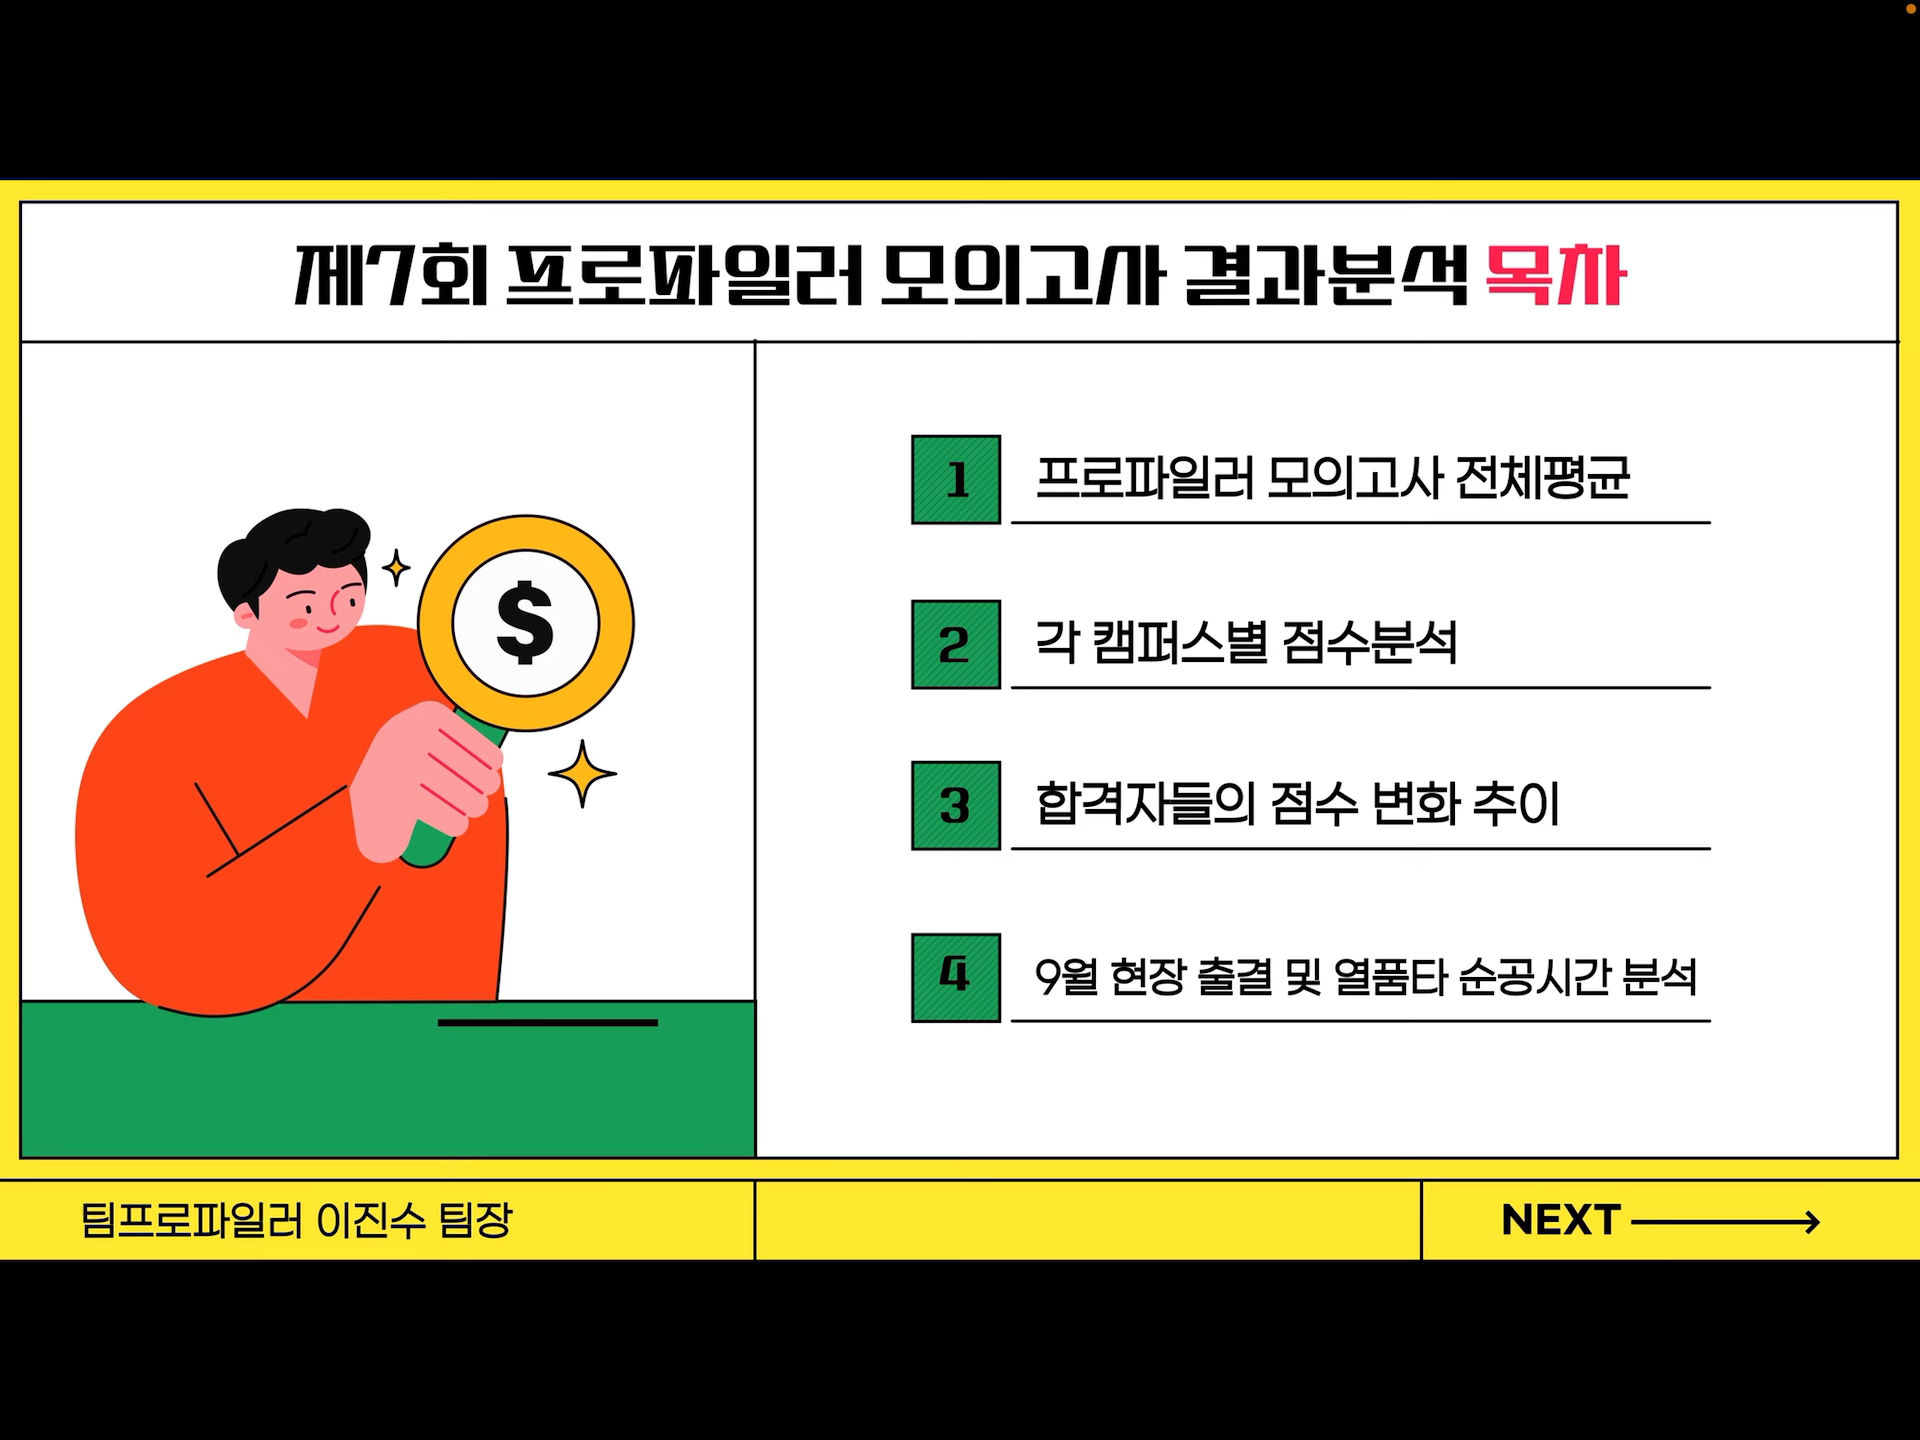 제7회 프로파일러 모의고사 결과분석 목차
$
1 프로파일러 모의고사 전체평균
2 각 캠퍼스별 점수분석
3 합격자들의 점수 변화 추이
4 9월 현장 출결 및 열품타 순공시간 분석
팀프로파일러 이진수 팀장
NEXT